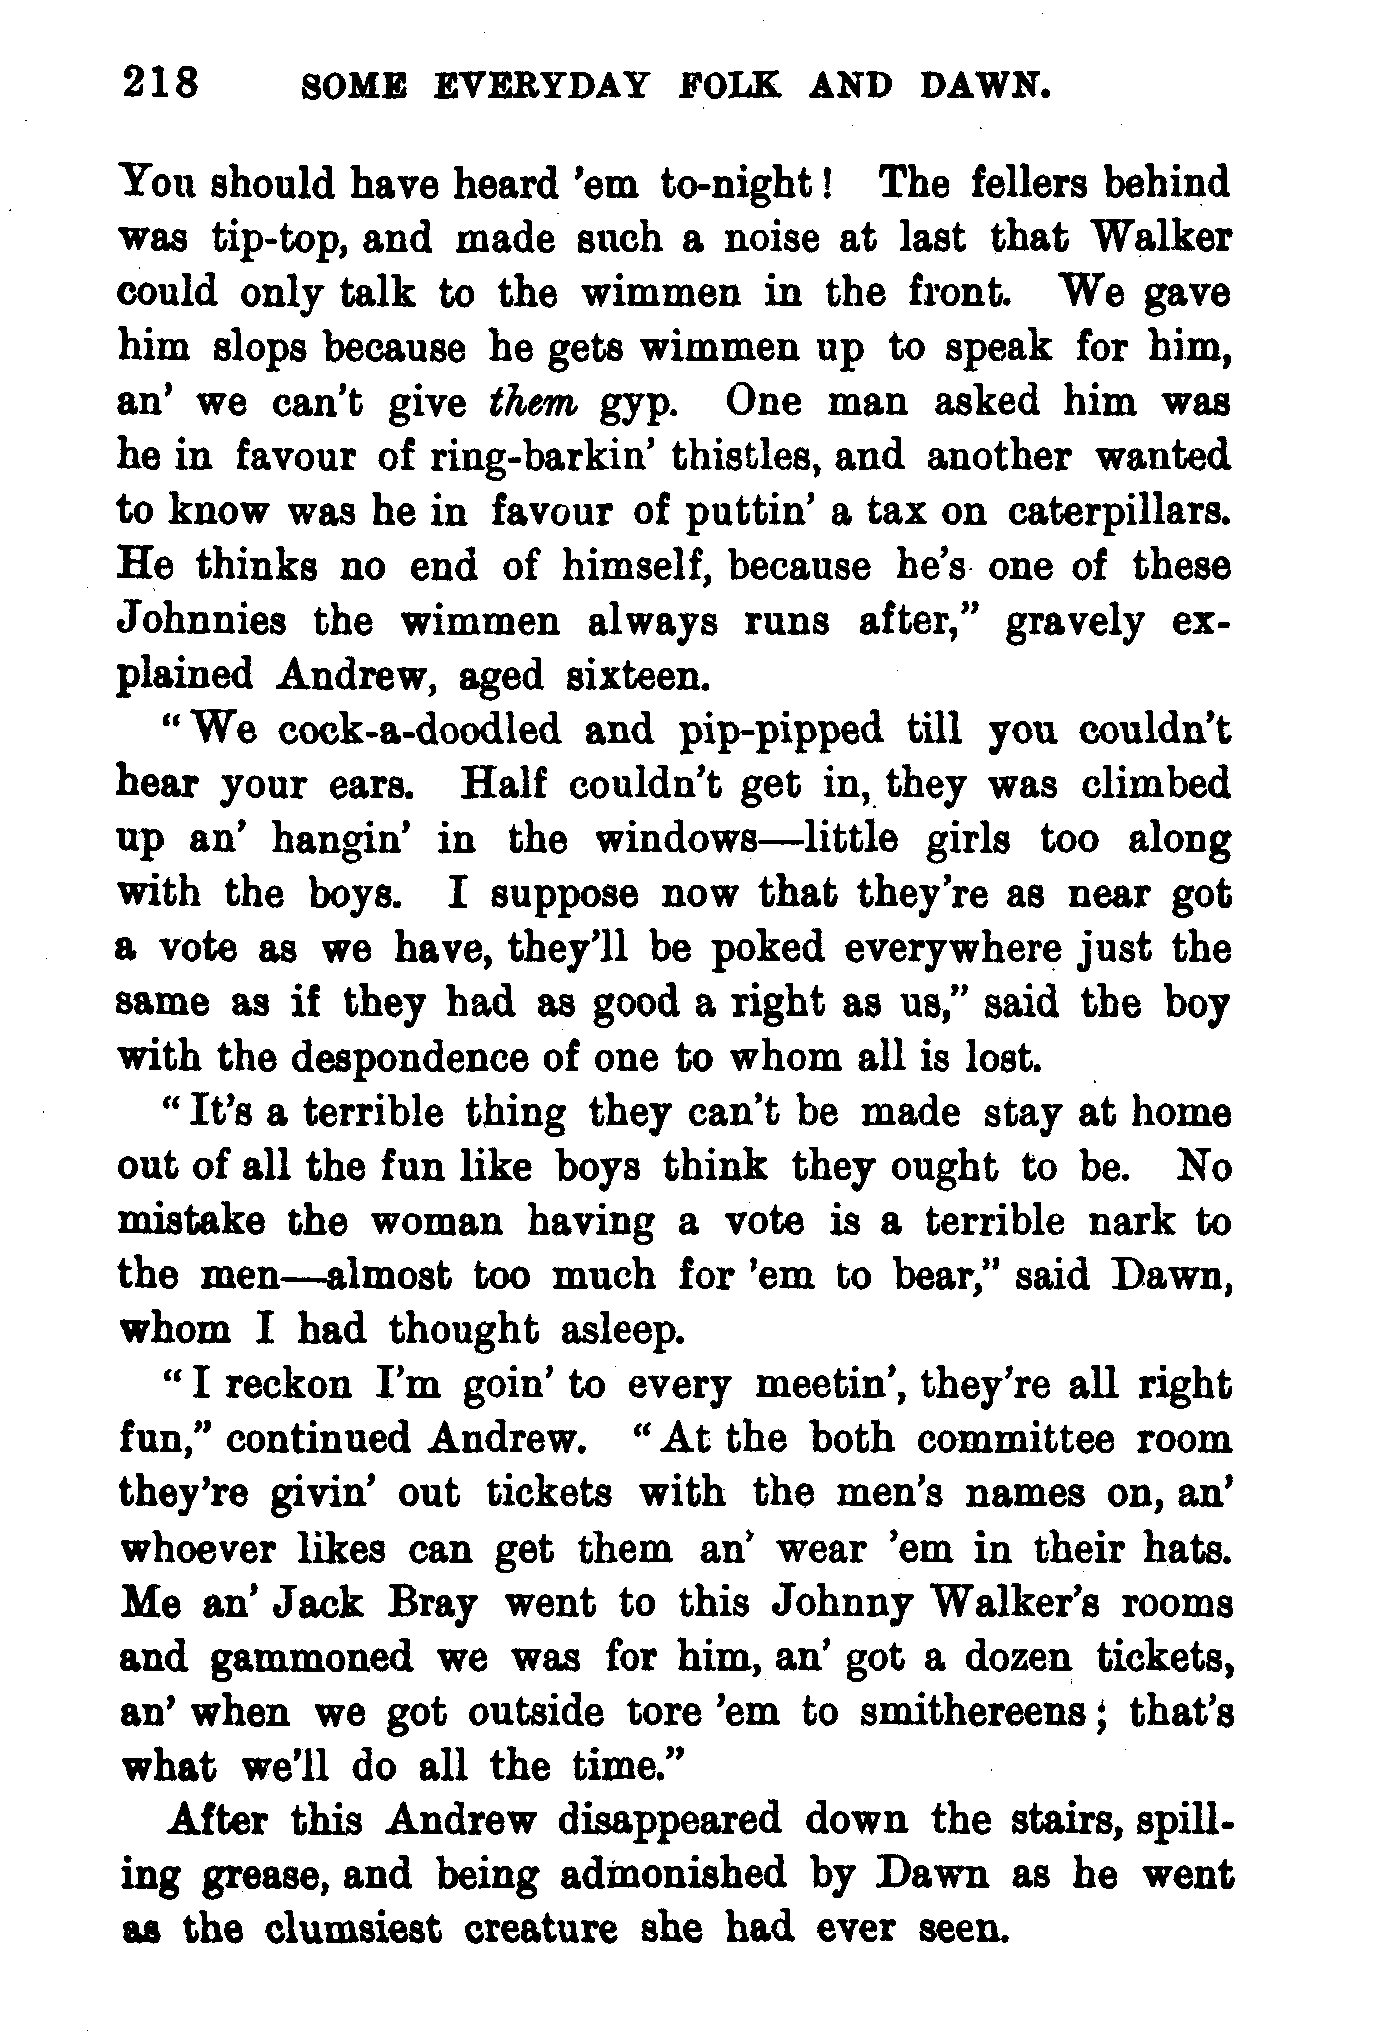 218 SOME EVERYDAY FOLK AND DAWN.
You should have heard 'em to-night! The fellers behind
was tip-top, and made such a noise at last that Walker
could only talk to the wimmen in the front. We gave
him slops because he gets wimmen up to speak for him,
an' we can't give them gyp. One man asked him was
he in favour of ring-barkin' thistles, and another wanted
to know was he in favour of puttin' a tax on caterpillars.
He thinks no end of himself, because he's one of these
Johnnies the wimmen always runs after,” gravely ex-
plained Andrew, aged sixteen.
“We cock-a-doodled and pip-pipped till you couldn't
hear your ears. Half couldn't get in, they was climbed
up an' hangin' in the windows—little girls too along
with the boys. I suppose now that they're as near got
a vote as we have, they'll be poked everywhere just the
same as if they had as good a right as us,” said the boy
with the despondence of one to whom all is lost.
“It's a terrible thing they can't be made stay at home
out of all the fun like boys think they ought to be. No
mistake the woman having a vote is a terrible nark to
the men—almost too much for 'em to bear,” said Dawn,
whom I had thought asleep.
“I reckon I'm goin' to every meetin', they're all right
fun,” continued Andrew. “At the both committee room
they're givin' out tickets with the men's names on, an'
whoever likes can get them an' wear 'em in their hats.
Me an' Jack Bray went to this Johnny Walker's rooms
and gammoned we was for him, an' got a dozen tickets,
an' when we got outside tore 'em to smithereens; that's
what we'll do all the time.”
After this Andrew disappeared down the stairs, spill-
ing grease, and being admonished by Dawn as he went
as the clumsiest creature she had ever seen.